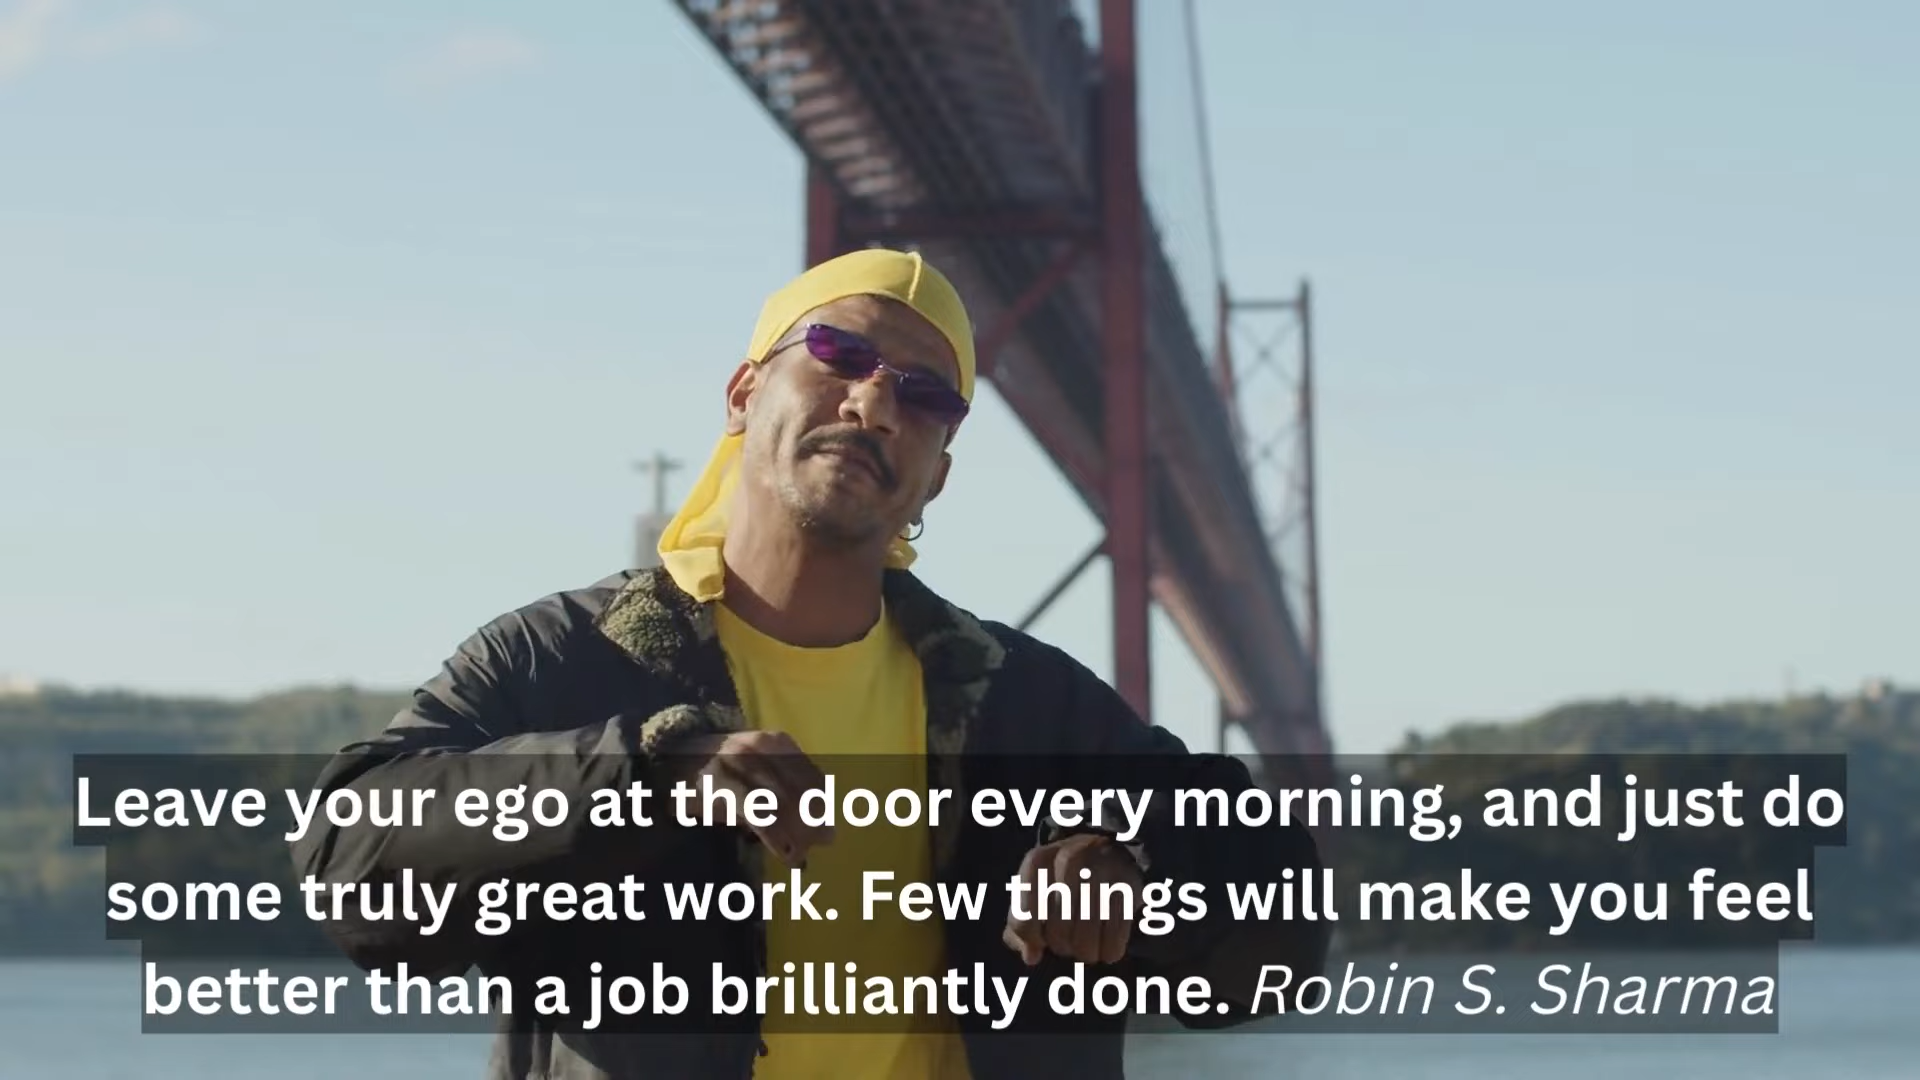 Leave your ego at the door every morning, and just do
some truly great work. Few things will make you feel
better than a job brilliantly done. Robin S. Sharma